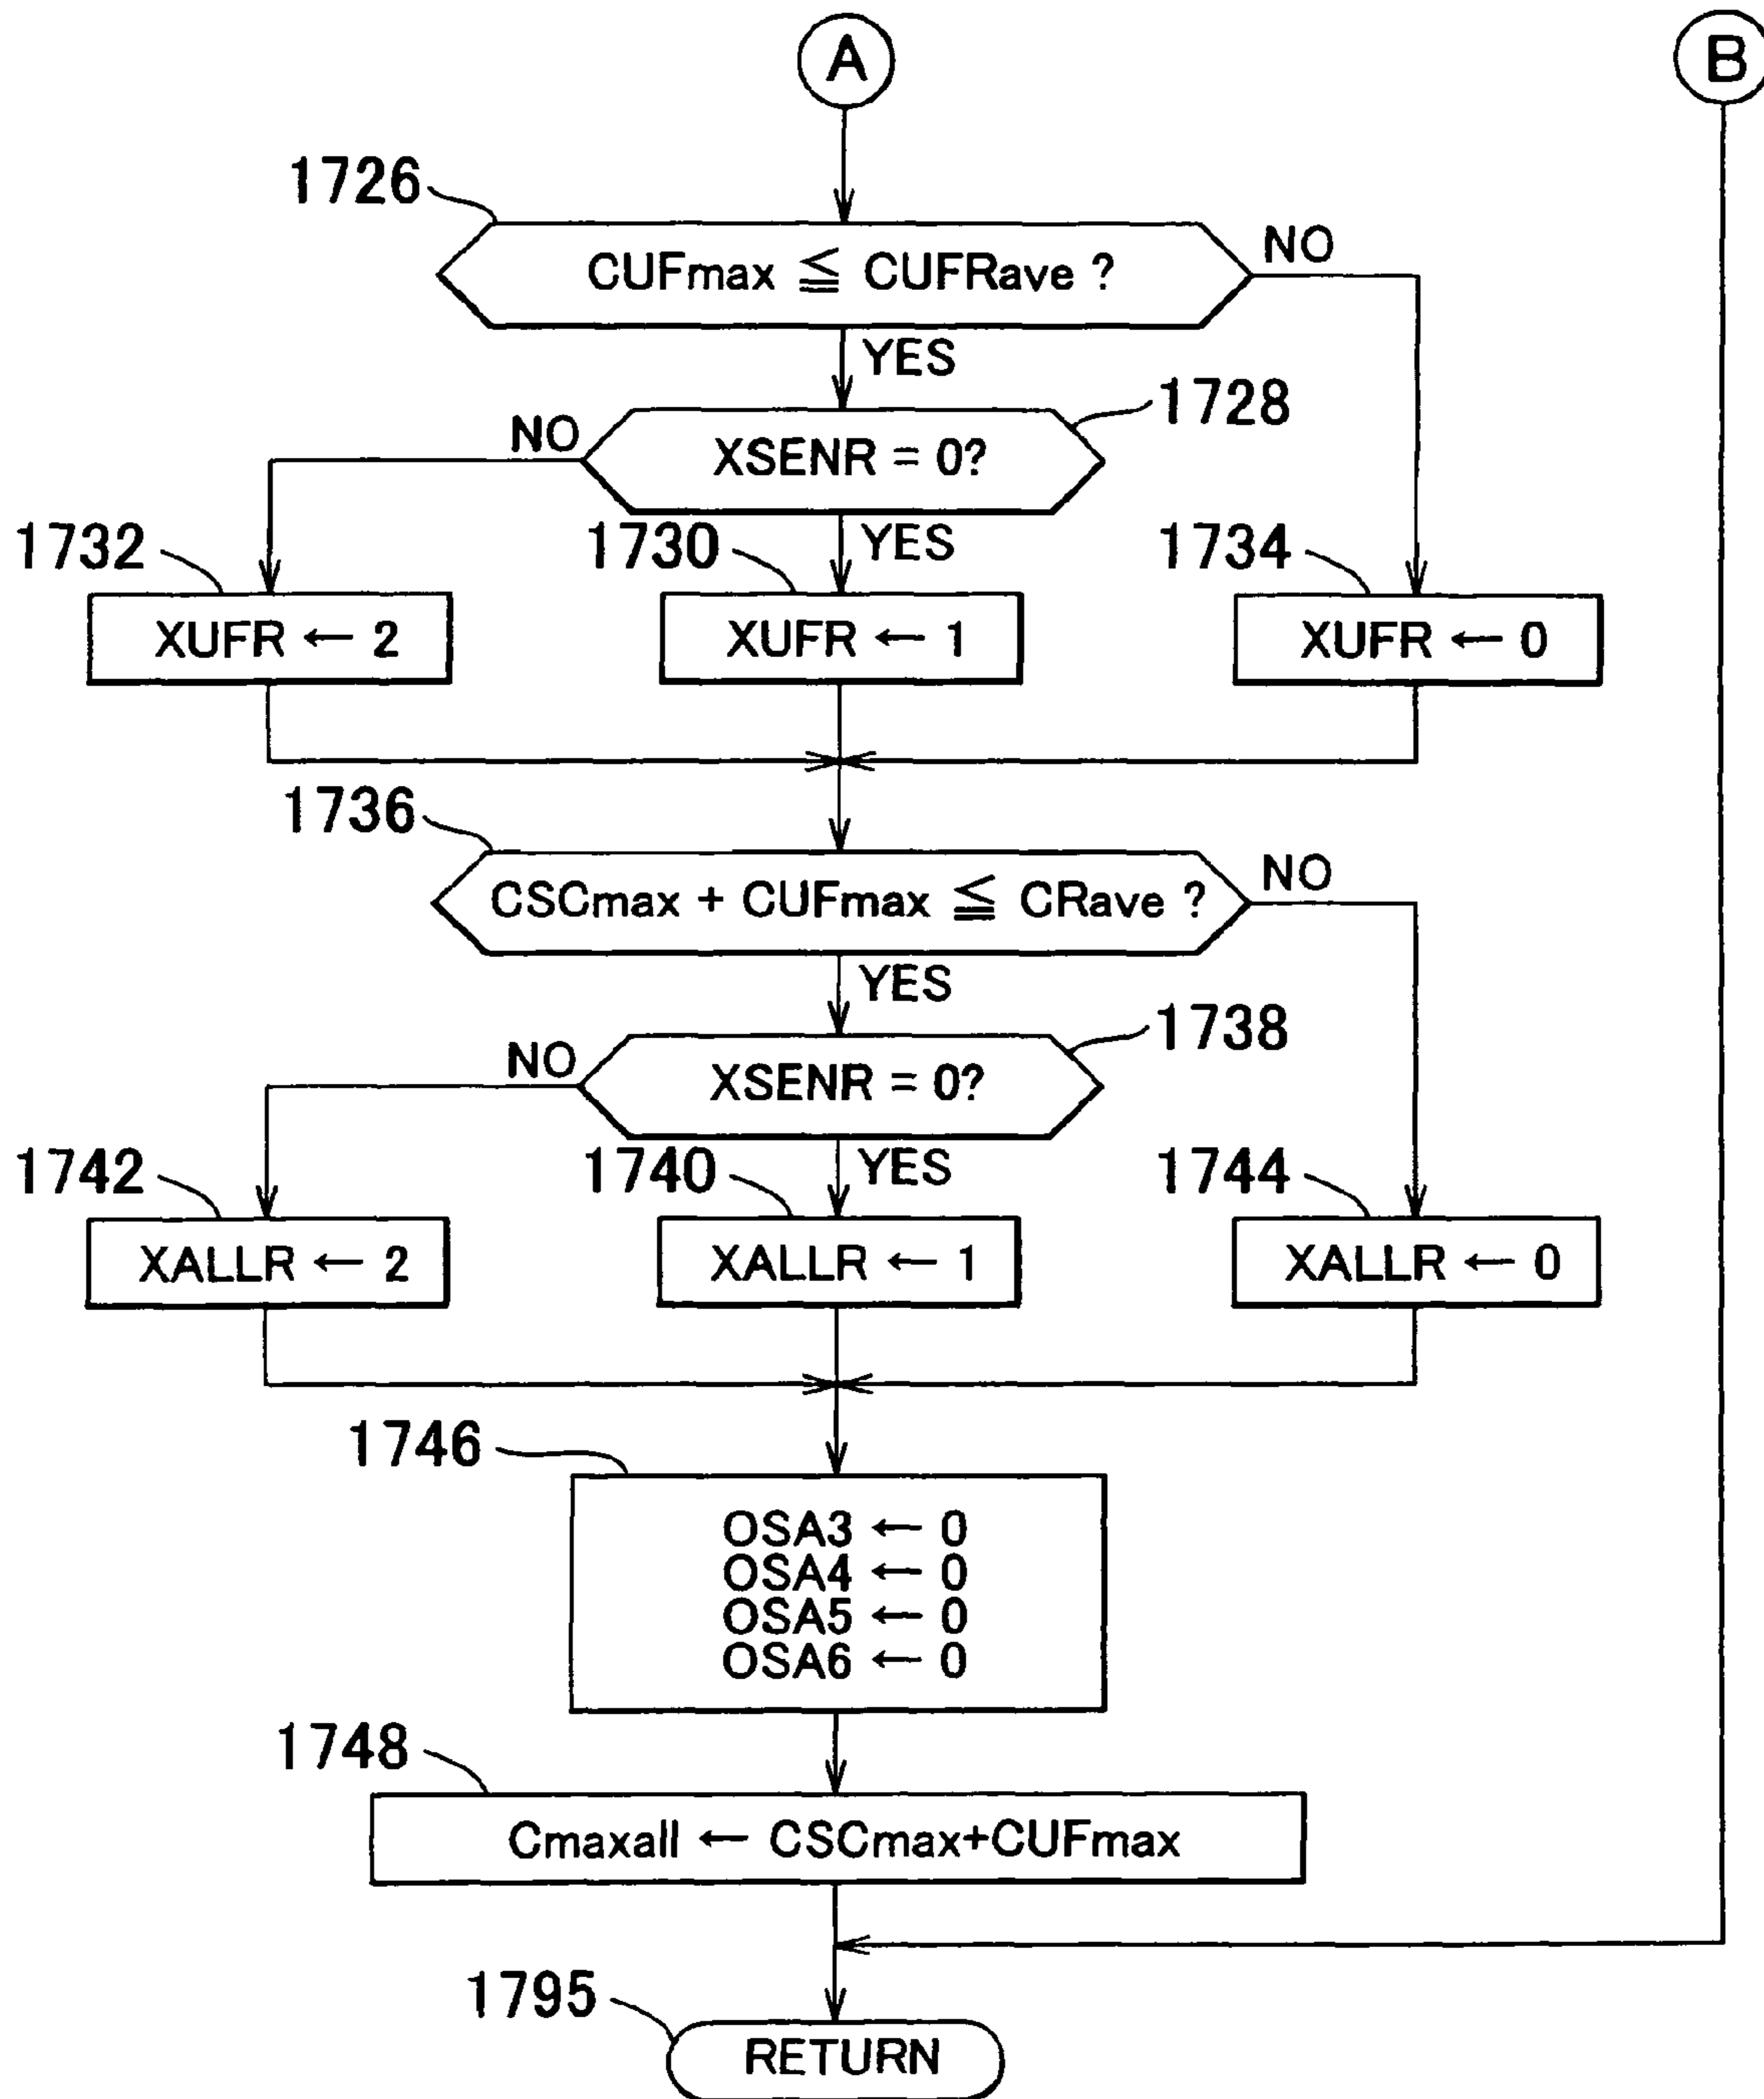 A
B
1726
CUFmax ≦ CUFRave ?
NO
YES
1728
NO
XSENR = 0?
1732
1730
YES
1734
XUFR ← 2
XUFR ← 1
XUFR ← 0
1736
CSCmax + CUFmax ≦ CRave ?
NO
YES
1738
NO
XSENR = 0?
1742
1740
YES
1744
XALLR ← 2
XALLR ← 1
XALLR ← 0
1746
OSA3 ← 0
OSA4 ← 0
OSA5 ← 0
OSA6 ← 0
1748
Cmaxall ← CSCmax+CUFmax
1795
RETURN